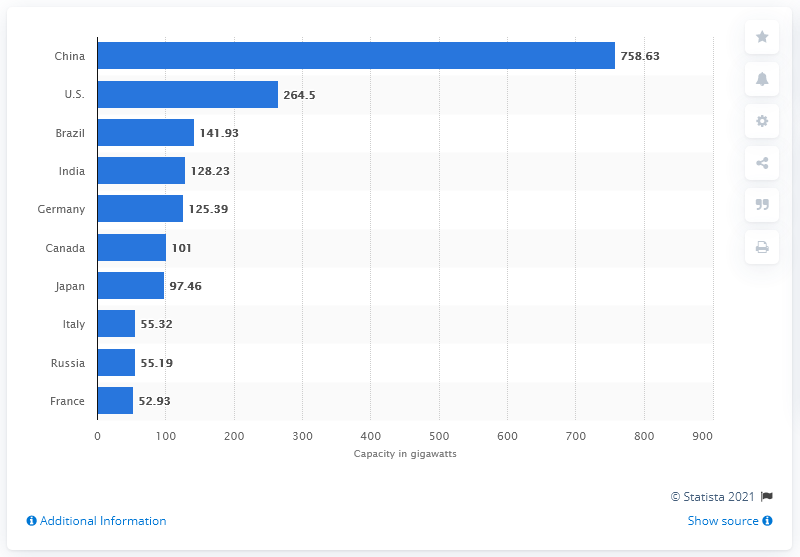 China 758.63
U.S. 264.5
Brazil 141.93
India 128.23
Germany 125.39
Canada 101
Japan 97.46
Italy 55.32
Russia 55.19
France 52.93
0 100 200 300 400 500 600 700 800 900
Capacity in gigawatts
© Statista 2021
Additional Information Show source